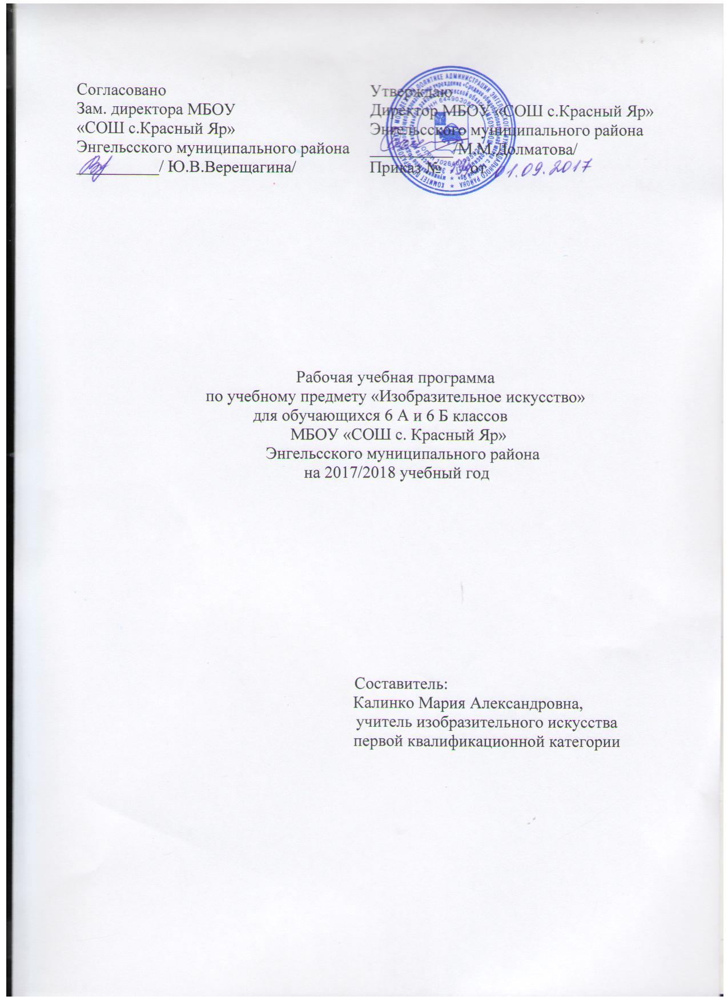 Согласовано
Зам. директора МБОУ
«СОШ с.Красный Яр»
Энгельсского муниципального района
__________/ Ю.В.Верещагина/
Утверждаю
Директор МБОУ «СОШ с.Красный Яр»
Энгельсского муниципального района
__________/М.М.Долматова/
Приказ № от 01.09.2017
Рабочая учебная программа
по учебному предмету «Изобразительное искусство»
для обучающихся 6 А и 6 Б классов
МБОУ «СОШ с. Красный Яр»
Энгельсского муниципального района
на 2017/2018 учебный год
Составитель:
Калинко Мария Александровна,
учитель изобразительного искусства
первой квалификационной категории